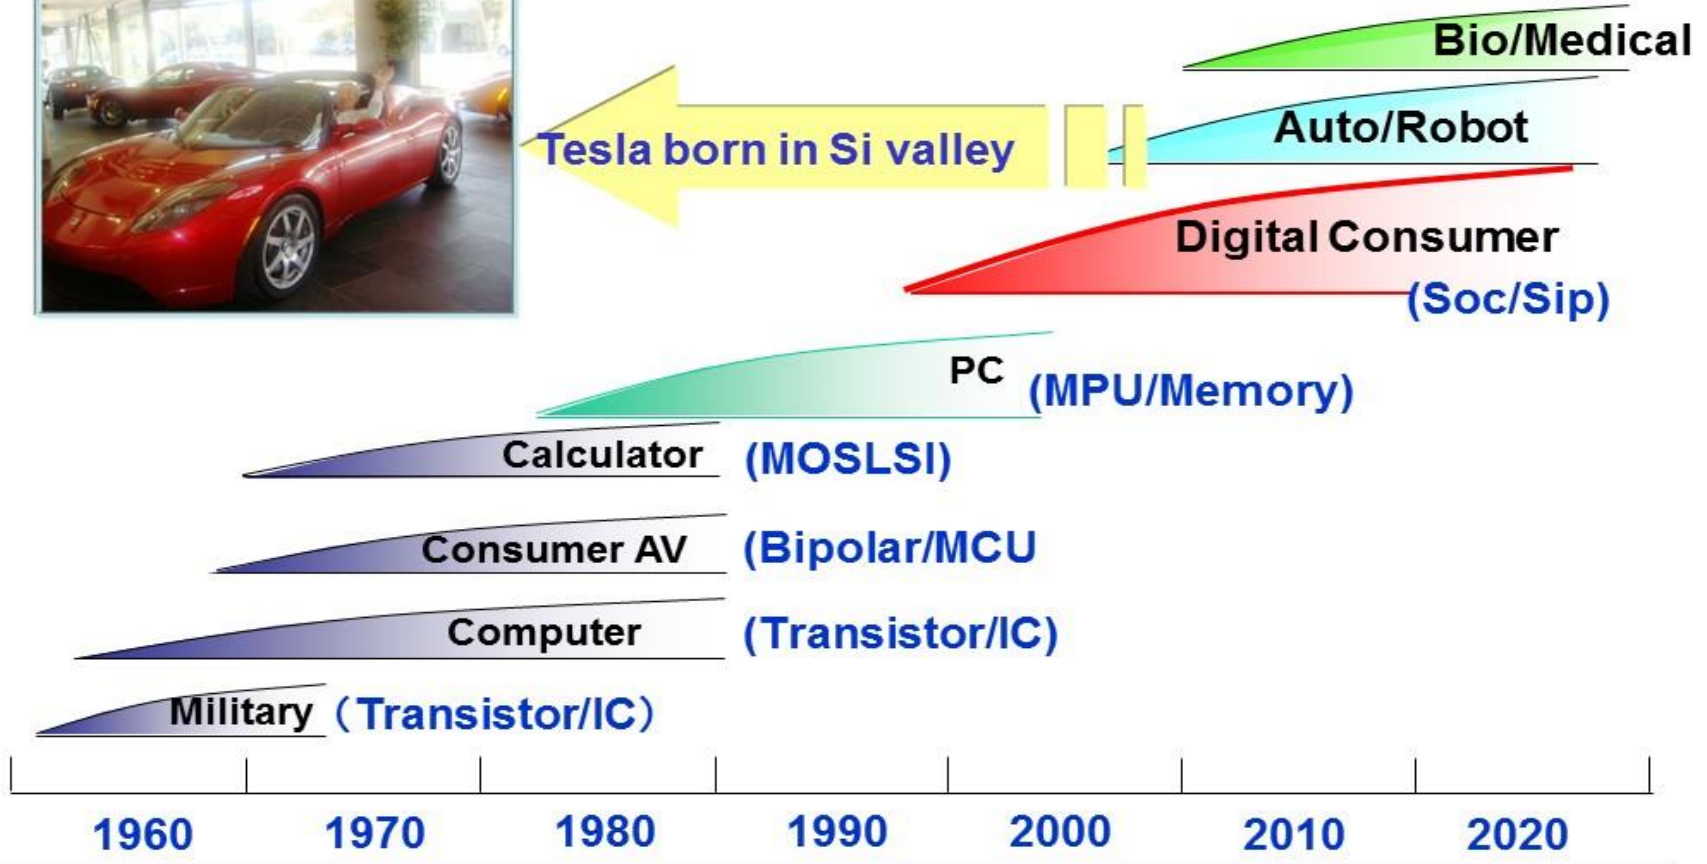 Bio/Medical
Auto/Robot
Tesla born in Si valley
Digital Consumer
(Soc/Sip)
PC (MPU/Memory)
Calculator (MOSLSI)
Consumer AV (Bipolar/MCU
Computer (Transistor/IC)
Military （Transistor/IC）
1960 1970 1980 1990 2000 2010 2020